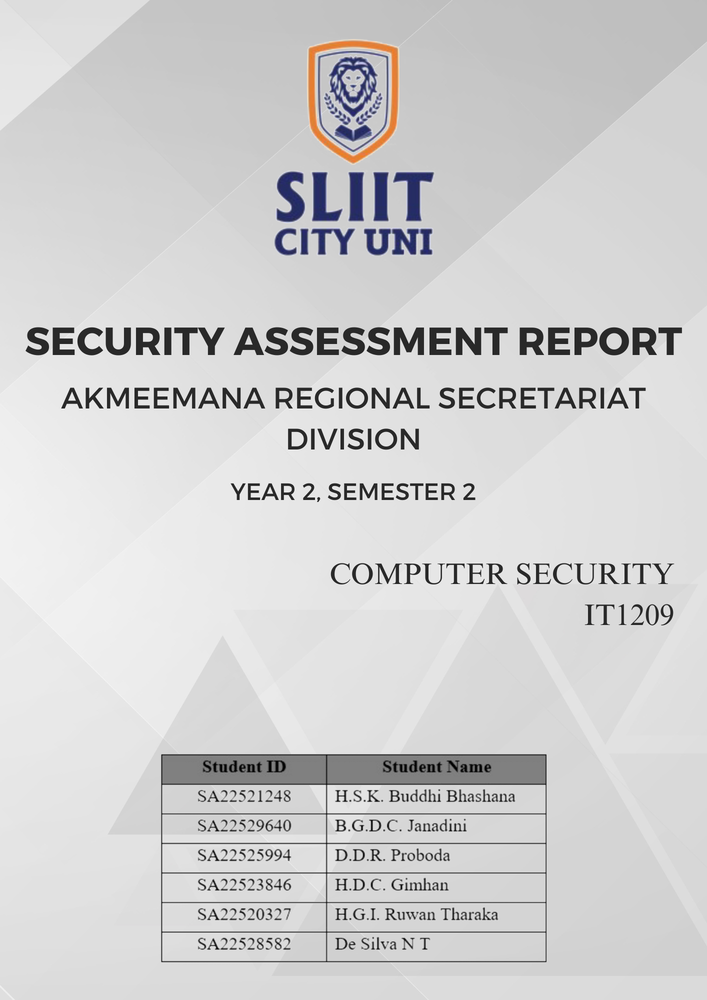 SLIIT
CITY UNI
SECURITY ASSESSMENT REPORT
AKMEEMANA REGIONAL SECRETARIAT
DIVISION
YEAR 2, SEMESTER 2
COMPUTER SECURITY
IT1209
Student ID Student Name
SA22521248 H.S.K. Buddhi Bhashana
SA22529640 B.G.D.C. Janadini
SA22525994 D.D.R. Proboda
SA22523846 H.D.C. Gimhan
SA22520327 H.G.I. Ruwan Tharaka
SA22528582 De Silva N T